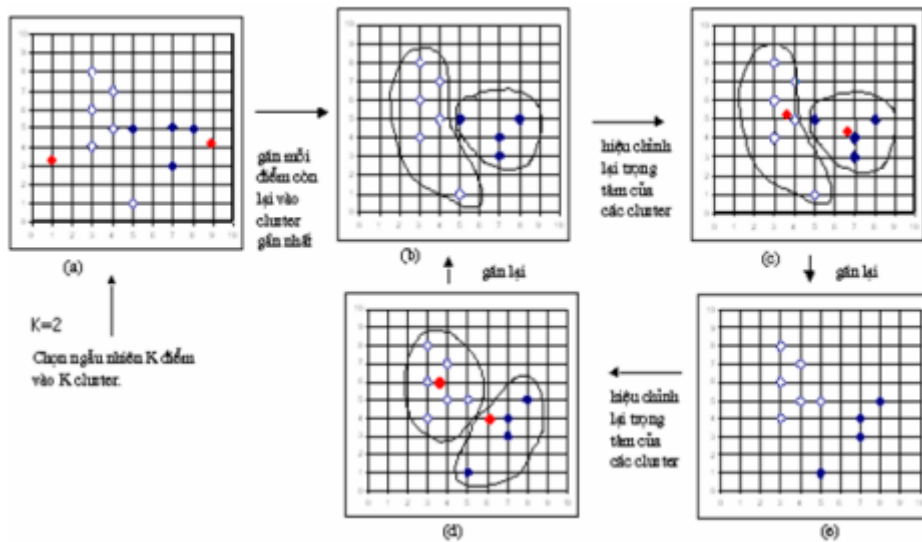 (a)
gán mỗi
điểm còn
lại vào
cluster
gần nhất
(b)
hiệu chỉnh
lại trọng
tâm của
các cluster
(c)
K=2
Chọn ngẫu nhiên K điểm
vào K cluster.
gán lại
gán lại
(d)
hiệu chỉnh
lại trọng
tâm của
các cluster
(e)